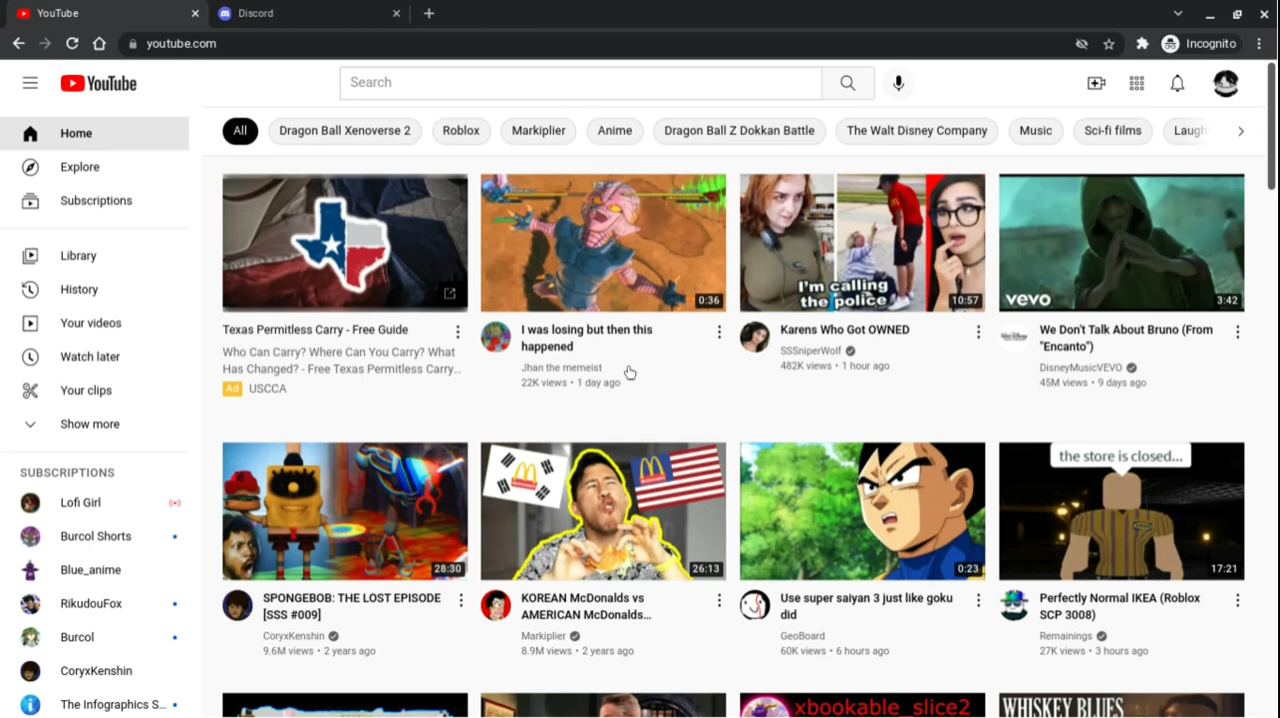 YouTube
Discord
youtube.com
Incognito
YouTube
Search
Home
Explore
Subscriptions
Library
History
Your videos
Watch later
Your clips
Show more
SUBSCRIPTIONS
Lofi Girl
Burcol Shorts
Blue_anime
RikudouFox
Burcol
CoryxKenshin
The Infographics S...
All
Dragon Ball Xenoverse 2
Roblox
Markiplier
Anime
Dragon Ball Z Dokkan Battle
The Walt Disney Company
Music
Sci-fi films
Laugh
Texas Permitless Carry - Free Guide
Who Can Carry? Where Can You Carry? What
Has Changed? - Free Texas Permitless Carry...
Ad USCCA
0:36
I was losing but then this
happened
Jhan the memeist
22K views • 1 day ago
I'm calling
the police
10:57
Karens Who Got OWNED
SSSniperWolf
482K views • 1 hour ago
vevo
3:42
We Don't Talk About Bruno (From
"Encanto")
DisneyMusicVEVO
45M views • 9 days ago
28:30
SPONGEBOB: THE LOST EPISODE
[SSS #009]
CoryxKenshin
9.6M views • 2 years ago
26:13
KOREAN McDonalds vs
AMERICAN McDonalds...
Markiplier
8.9M views • 2 years ago
0:23
Use super saiyan 3 just like goku
did
GeoBoard
60K views • 6 hours ago
the store is closed...
17:21
Perfectly Normal IKEA (Roblox
SCP 3008)
Remainings
27K views • 3 hours ago
xbookable_slice2
WHISKEY BLUES